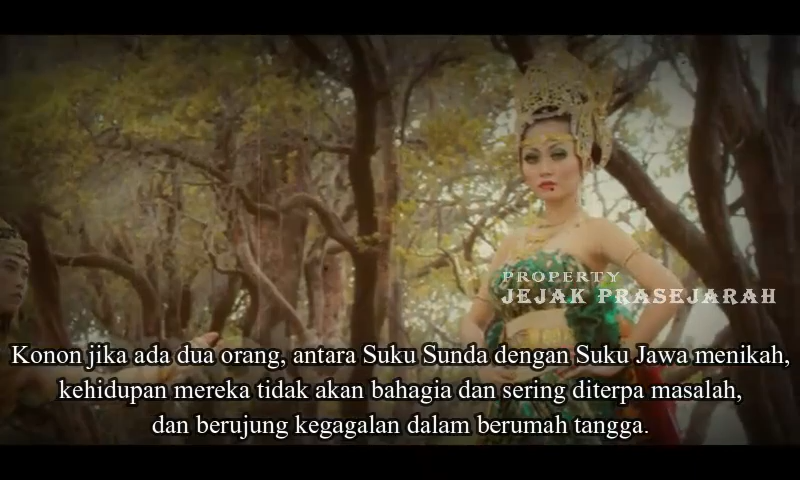 PROPERTY
JEJAK PRASEJARAH
Konon jika ada dua orang, antara Suku Sunda dengan Suku Jawa menikah,
kehidupan mereka tidak akan bahagia dan sering diterpa masalah,
dan berujung kegagalan dalam berumah tangga.